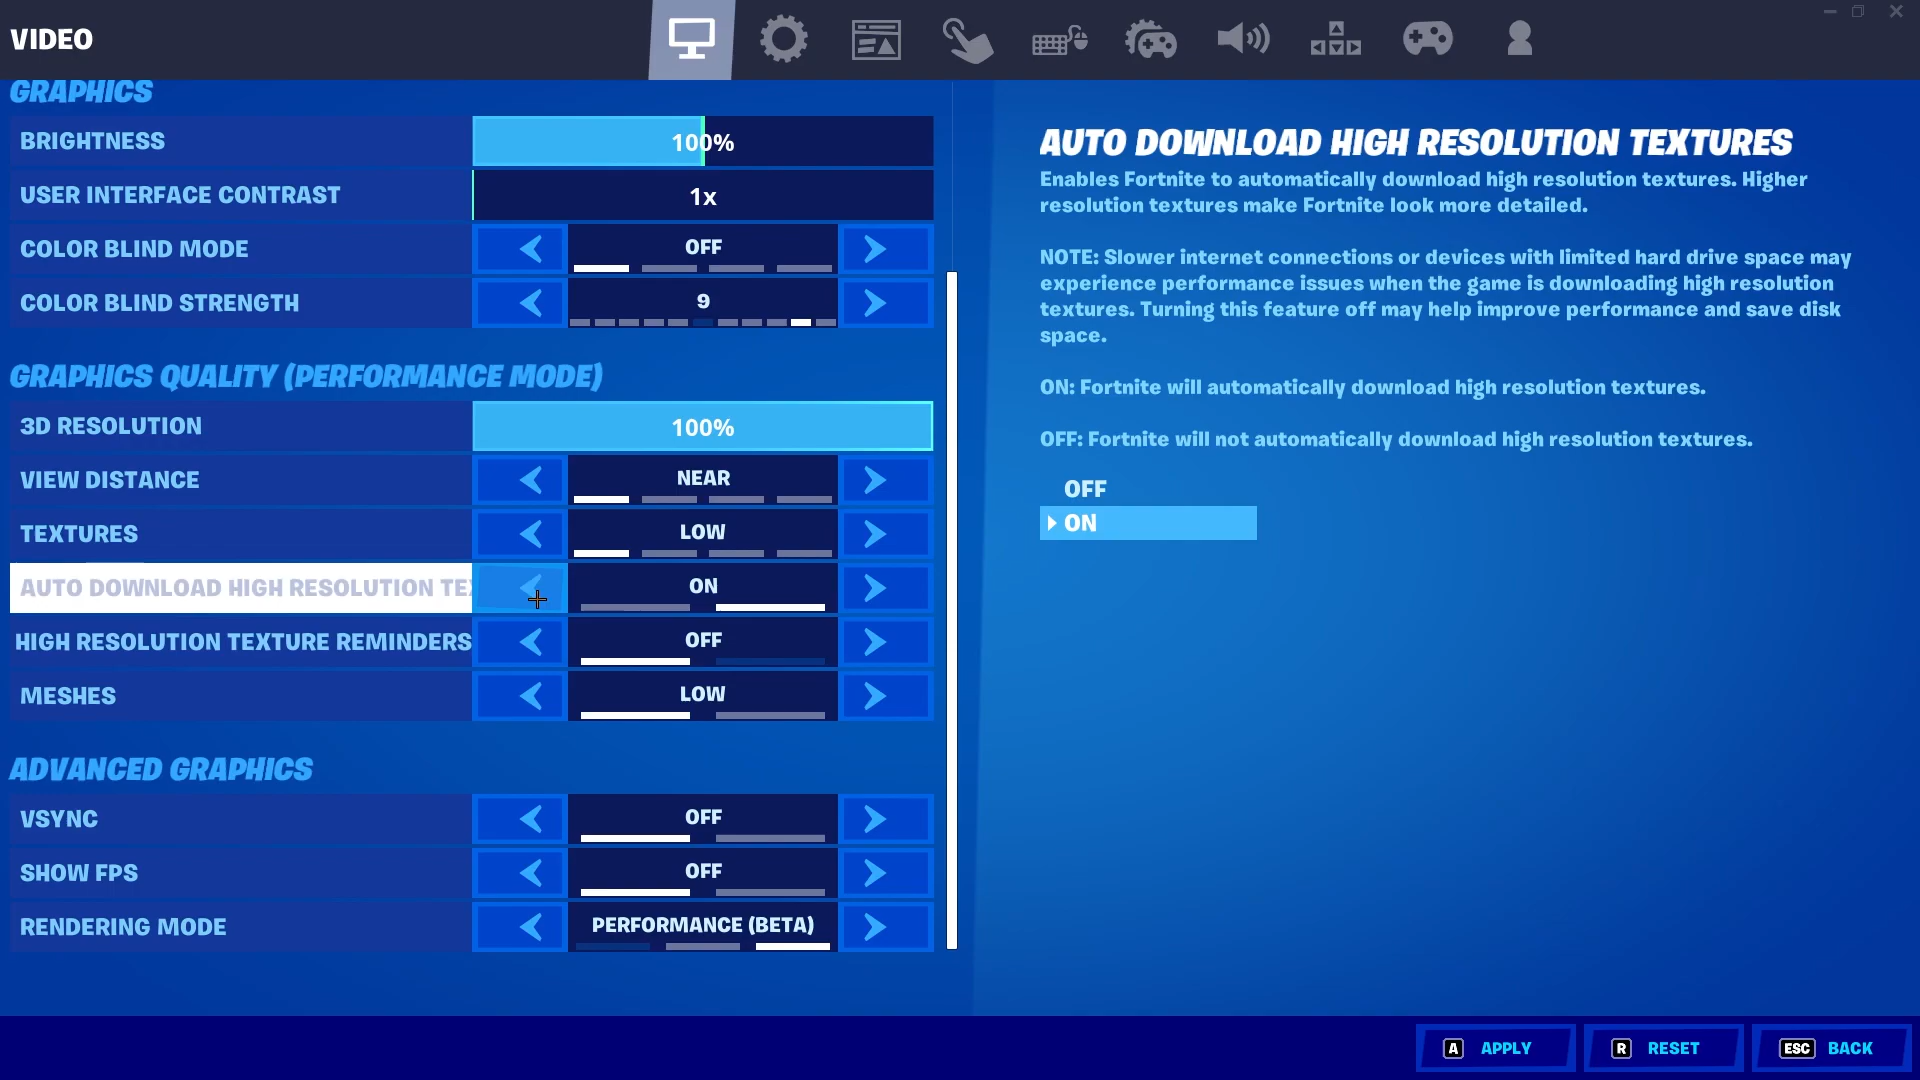 VIDEO
GRAPHICS
BRIGHTNESS 100%
USER INTERFACE CONTRAST 1x
COLOR BLIND MODE OFF
COLOR BLIND STRENGTH 9
GRAPHICS QUALITY (PERFORMANCE MODE)
3D RESOLUTION 100%
VIEW DISTANCE NEAR
TEXTURES LOW
AUTO DOWNLOAD HIGH RESOLUTION TEX ON
HIGH RESOLUTION TEXTURE REMINDERS OFF
MESHES LOW
ADVANCED GRAPHICS
VSYNC OFF
SHOW FPS OFF
RENDERING MODE PERFORMANCE (BETA)
AUTO DOWNLOAD HIGH RESOLUTION TEXTURES
Enables Fortnite to automatically download high resolution textures. Higher
resolution textures make Fortnite look more detailed.
NOTE: Slower internet connections or devices with limited hard drive space may
experience performance issues when the game is downloading high resolution
textures. Turning this feature off may help improve performance and save disk
space.
ON: Fortnite will automatically download high resolution textures.
OFF: Fortnite will not automatically download high resolution textures.
OFF
ON
A APPLY
R RESET
ESC BACK